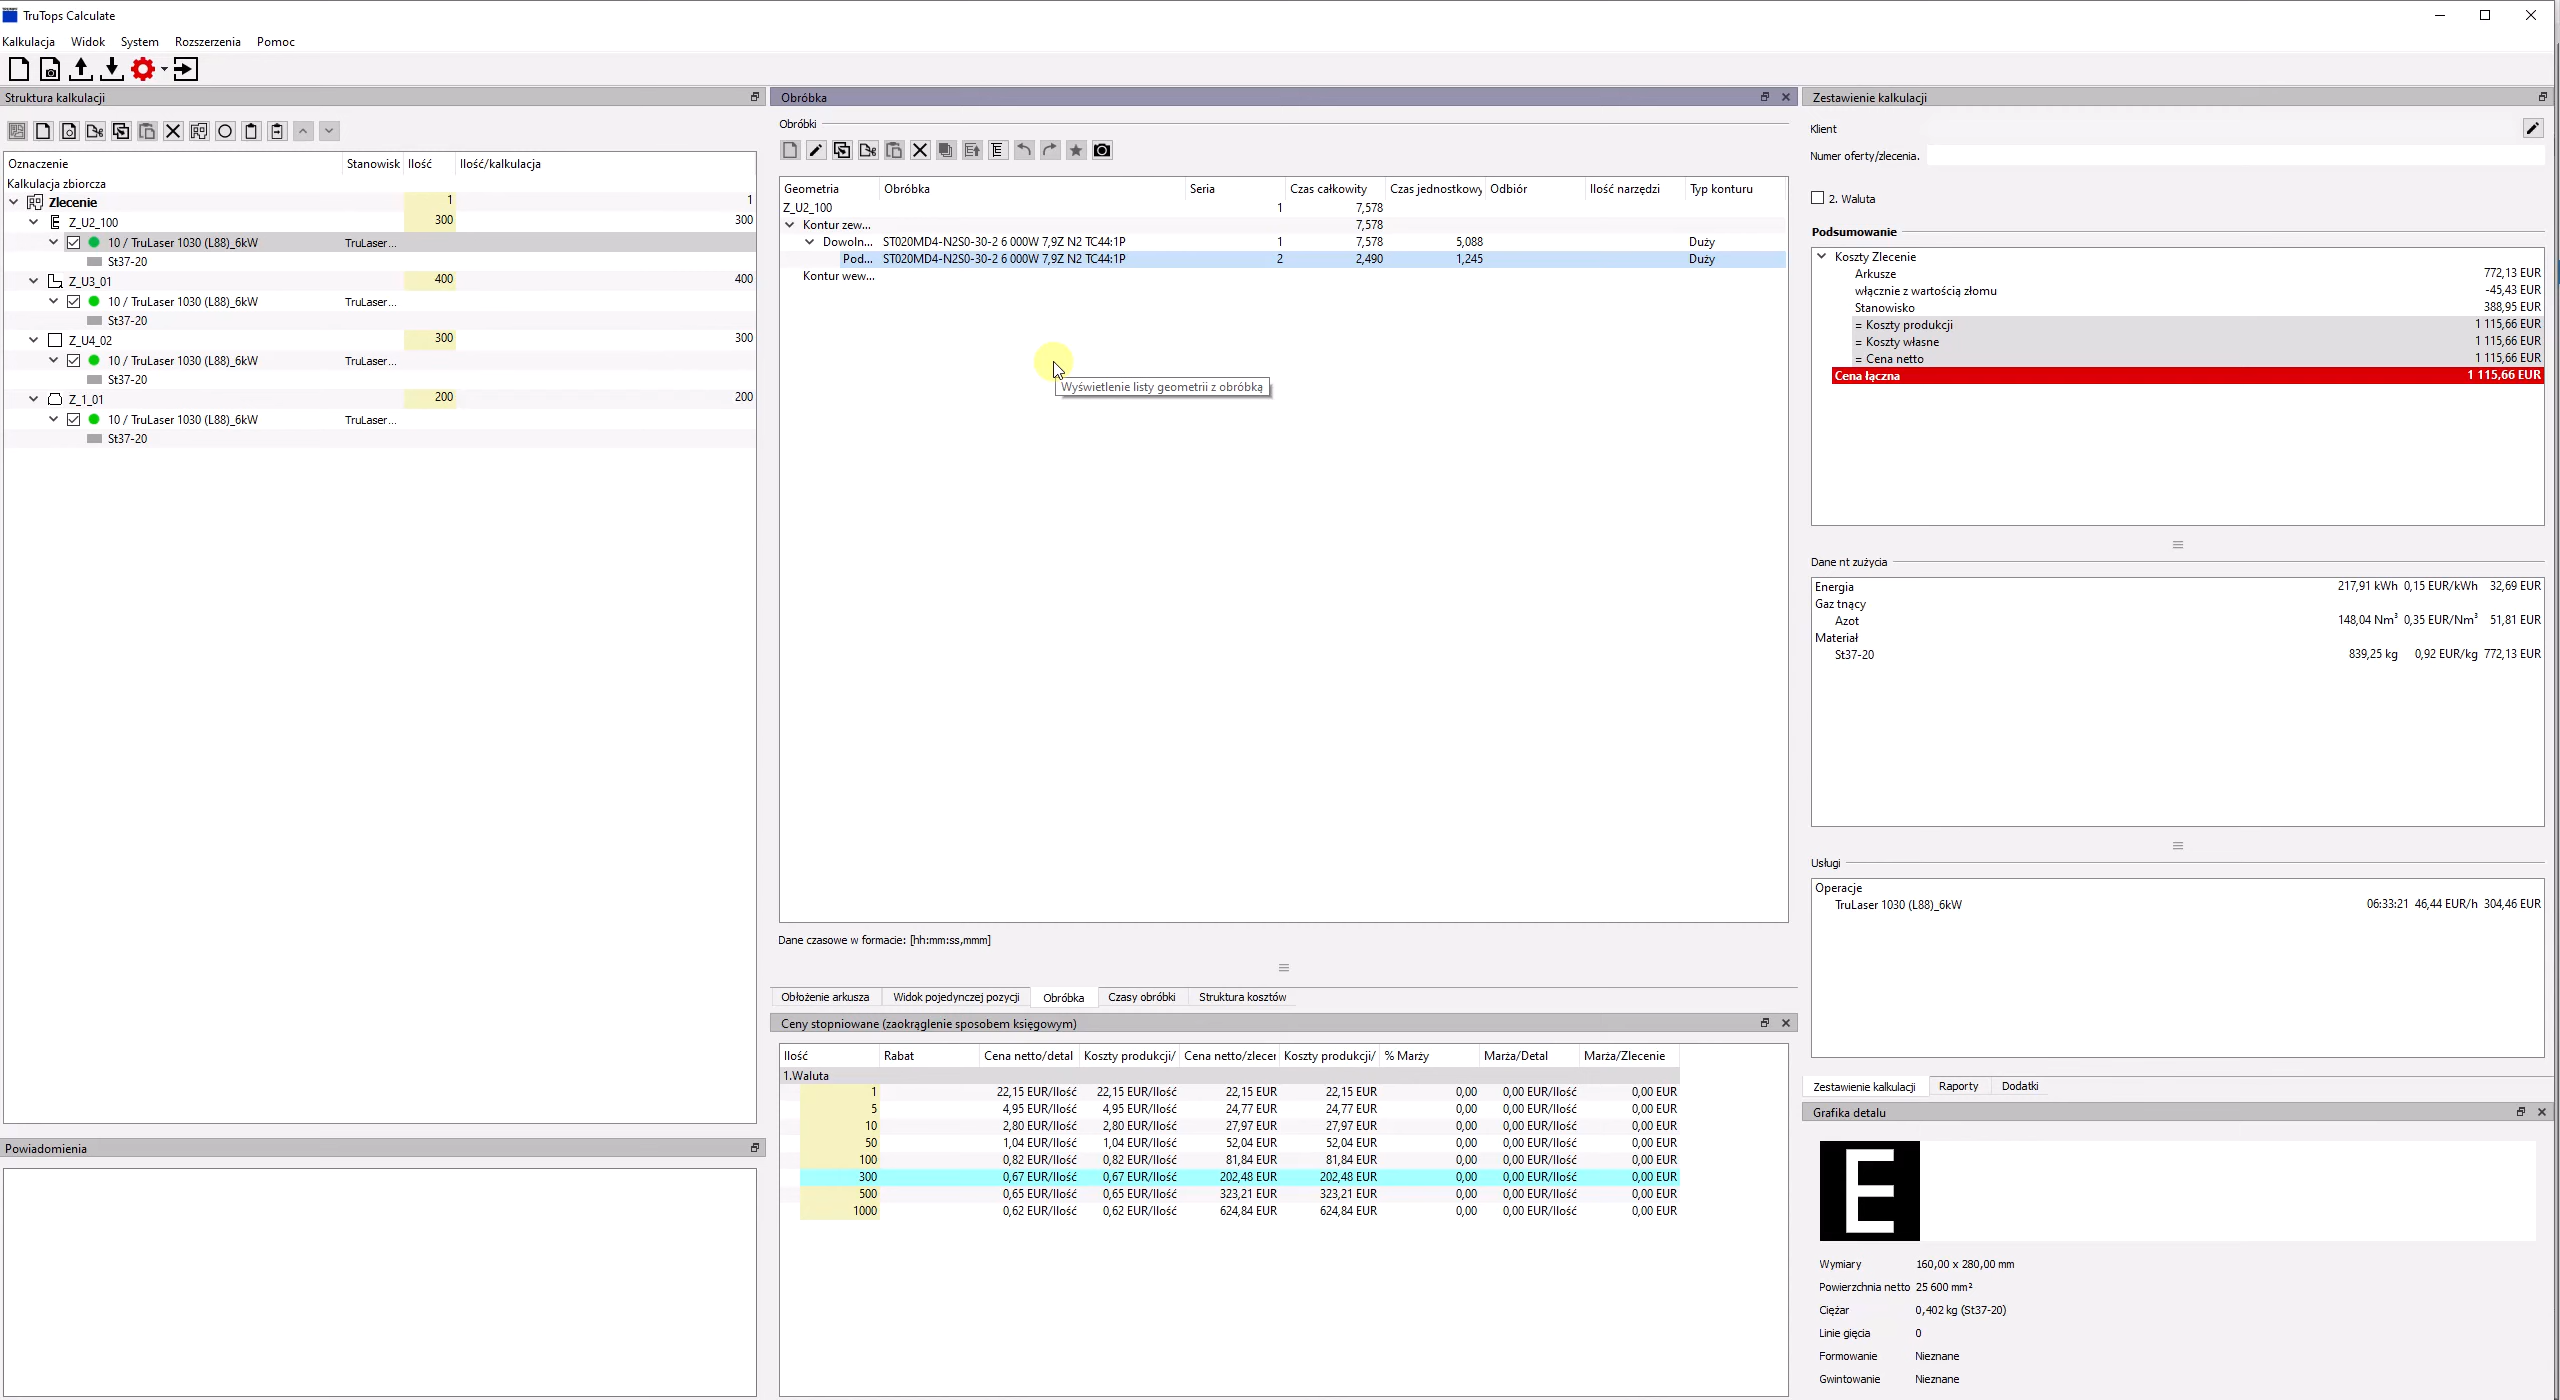 TruTops Calculate
Kalkulacja Widok System Rozszerzenia Pomoc
Struktura kalkulacji
Oznaczenie Stanowisk Ilość Ilość/kalkulacja
Kalkulacja zbiorcza
Zlecenie 1 1
Z_U2_100 300 300
10 / TruLaser 1030 (L88)_6kW TruLaser...
St37-20
Z_U3_01 400 400
10 / TruLaser 1030 (L88)_6kW TruLaser...
St37-20
Z_U4_02 300 300
10 / TruLaser 1030 (L88)_6kW TruLaser...
St37-20
Z_1_01 200 200
10 / TruLaser 1030 (L88)_6kW TruLaser...
St37-20
Powiadomienia
Obróbka
Obróbki
Geometria Obróbka Seria Czas całkowity Czas jednostkowy Odbiór Ilość narzędzi Typ konturu
Z_U2_100 1 7,578
Kontur zew... 7,578
Dowoln... ST020MD4-N2S0-30-2 6 000W 7,9Z N2 TC44:1P 1 7,578 5,088 Duży
Pod... ST020MD4-N2S0-30-2 6 000W 7,9Z N2 TC44:1P 2 2,490 1,245 Duży
Kontur wew...
Wyświetlenie listy geometrii z obróbką
Dane czasowe w formacie: [hh:mm:ss,mmm]
Obłożenie arkusza Widok pojedynczej pozycji Obróbka Czasy obróbki Struktura kosztów
Ceny stopniowane (zaokrąglenie sposobem księgowym)
Ilość Rabat Cena netto/detal Koszty produkcji/ Cena netto/zlecer Koszty produkcji/ % Marży Marża/Detal Marża/Zlecenie
1.Waluta
1 22,15 EUR/Ilość 22,15 EUR/Ilość 22,15 EUR 22,15 EUR 0,00 0,00 EUR/Ilość 0,00 EUR
5 4,95 EUR/Ilość 4,95 EUR/Ilość 24,77 EUR 24,77 EUR 0,00 0,00 EUR/Ilość 0,00 EUR
10 2,80 EUR/Ilość 2,80 EUR/Ilość 27,97 EUR 27,97 EUR 0,00 0,00 EUR/Ilość 0,00 EUR
50 1,04 EUR/Ilość 1,04 EUR/Ilość 52,04 EUR 52,04 EUR 0,00 0,00 EUR/Ilość 0,00 EUR
100 0,82 EUR/Ilość 0,82 EUR/Ilość 81,84 EUR 81,84 EUR 0,00 0,00 EUR/Ilość 0,00 EUR
300 0,67 EUR/Ilość 0,67 EUR/Ilość 202,48 EUR 202,48 EUR 0,00 0,00 EUR/Ilość 0,00 EUR
500 0,65 EUR/Ilość 0,65 EUR/Ilość 323,21 EUR 323,21 EUR 0,00 0,00 EUR/Ilość 0,00 EUR
1000 0,62 EUR/Ilość 0,62 EUR/Ilość 624,84 EUR 624,84 EUR 0,00 0,00 EUR/Ilość 0,00 EUR
Zestawienie kalkulacji
Klient
Numer oferty/zlecenia.
2. Waluta
Podsumowanie
Koszty Zlecenie
Arkusze 772,13 EUR
włącznie z wartością złomu -45,43 EUR
Stanowisko 388,95 EUR
= Koszty produkcji 1 115,66 EUR
= Koszty własne 1 115,66 EUR
= Cena netto 1 115,66 EUR
Cena łączna 1 115,66 EUR
Dane nt zużycia
Energia 217,91 kWh 0,15 EUR/kWh 32,69 EUR
Gaz tnący
Azot 148,04 Nm³ 0,35 EUR/Nm³ 51,81 EUR
Materiał
St37-20 839,25 kg 0,92 EUR/kg 772,13 EUR
Usługi
Operacje
TruLaser 1030 (L88)_6kW 06:33:21 46,44 EUR/h 304,46 EUR
Zestawienie kalkulacji Raporty Dodatki
Grafika detalu
Wymiary 160,00 x 280,00 mm
Powierzchnia netto 25 600 mm²
Ciężar 0,402 kg (St37-20)
Linie gięcia 0
Formowanie Nieznane
Gwintowanie Nieznane